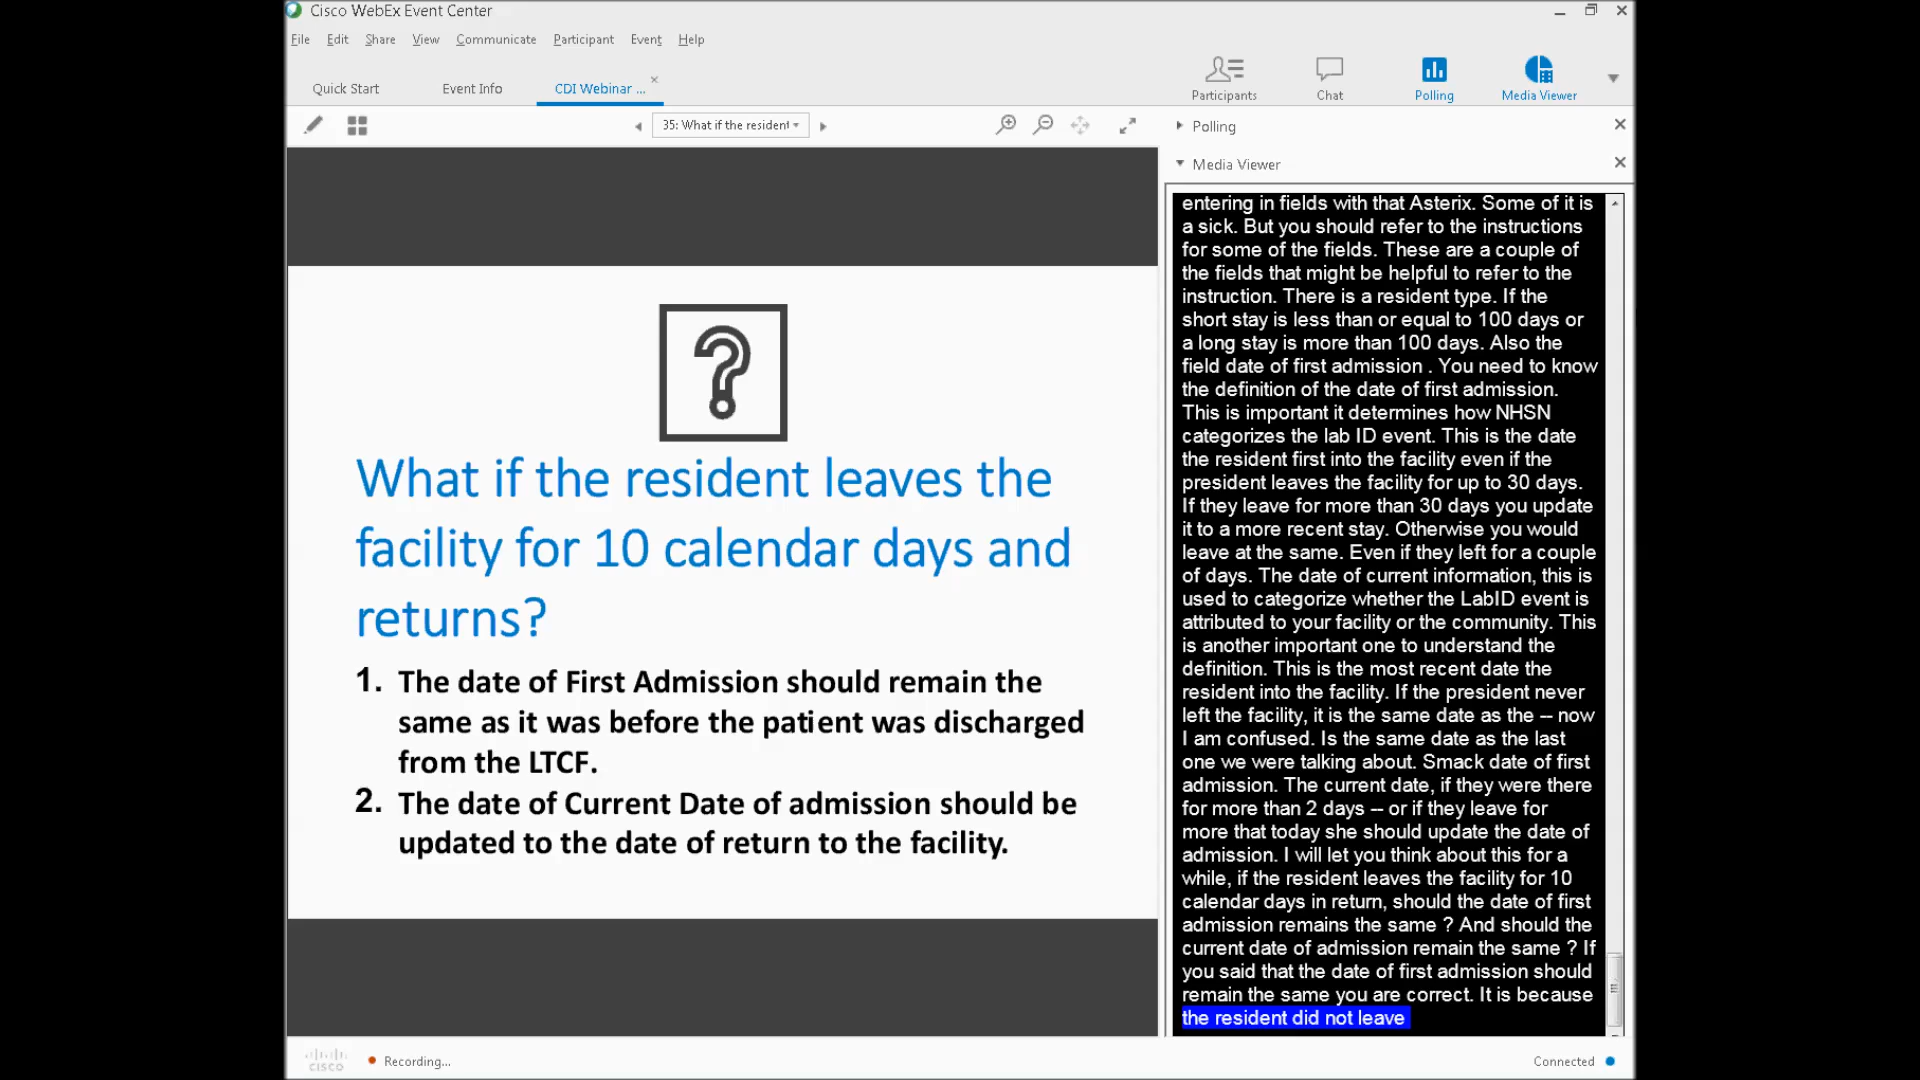 Cisco WebEx Event Center
File Edit Share View Communicate Participant Event Help
Quick Start Event Info CDI Webinar ...
Participants Chat Polling Media Viewer
35: What if the resident
Polling
Media Viewer
?
What if the resident leaves the
facility for 10 calendar days and
returns?
1. The date of First Admission should remain the
same as it was before the patient was discharged
from the LTCF.
2. The date of Current Date of admission should be
updated to the date of return to the facility.
entering in fields with that Asterix. Some of it is
a sick. But you should refer to the instructions
for some of the fields. These are a couple of
the fields that might be helpful to refer to the
instruction. There is a resident type. If the
short stay is less than or equal to 100 days or
a long stay is more than 100 days. Also the
field date of first admission . You need to know
the definition of the date of first admission.
This is important it determines how NHSN
categorizes the lab ID event. This is the date
the resident first into the facility even if the
president leaves the facility for up to 30 days.
If they leave for more than 30 days you update
it to a more recent stay. Otherwise you would
leave at the same. Even if they left for a couple
of days. The date of current information, this is
used to categorize whether the LabID event is
attributed to your facility or the community. This
is another important one to understand the
definition. This is the most recent date the
resident into the facility. If the president never
left the facility, it is the same date as the -- now
I am confused. Is the same date as the last
one we were talking about. Smack date of first
admission. The current date, if they were there
for more than 2 days -- or if they leave for
more that today she should update the date of
admission. I will let you think about this for a
while, if the resident leaves the facility for 10
calendar days in return, should the date of first
admission remains the same ? And should the
current date of admission remain the same ? If
you said that the date of first admission should
remain the same you are correct. It is because
the resident did not leave
cisco
Recording...
Connected